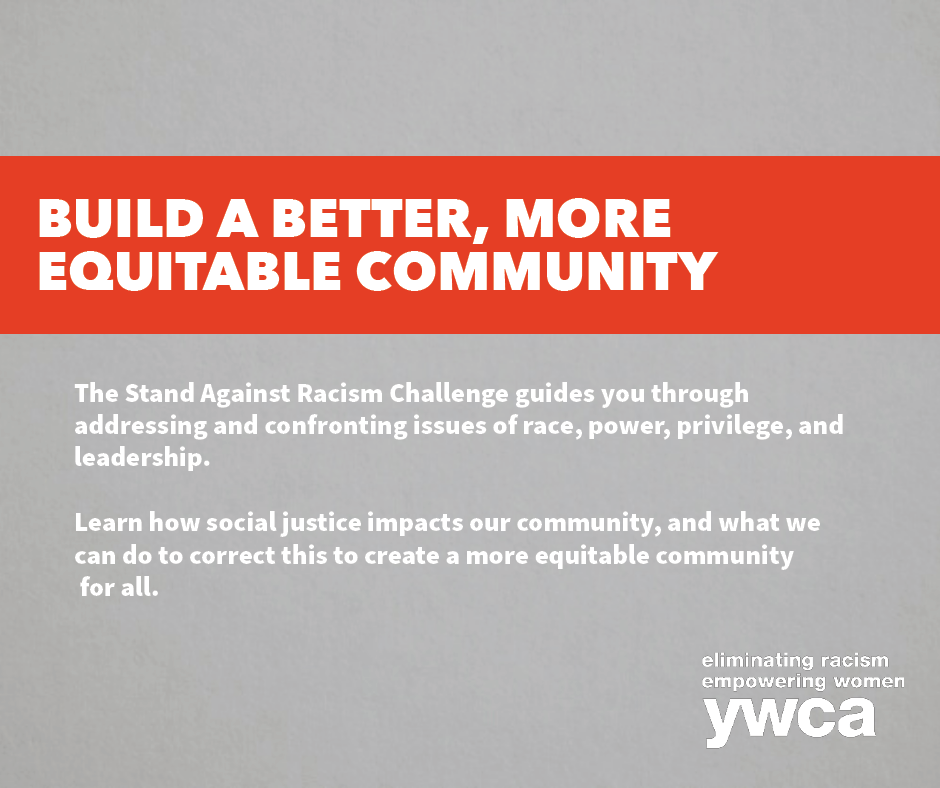 BUILD A BETTER, MORE
EQUITABLE COMMUNITY
The Stand Against Racism Challenge guides you through
addressing and confronting issues of race, power, privilege, and
leadership.
Learn how social justice impacts our community, and what we
can do to correct this to create a more equitable community
for all.
eliminating racism
empowering women
ywca